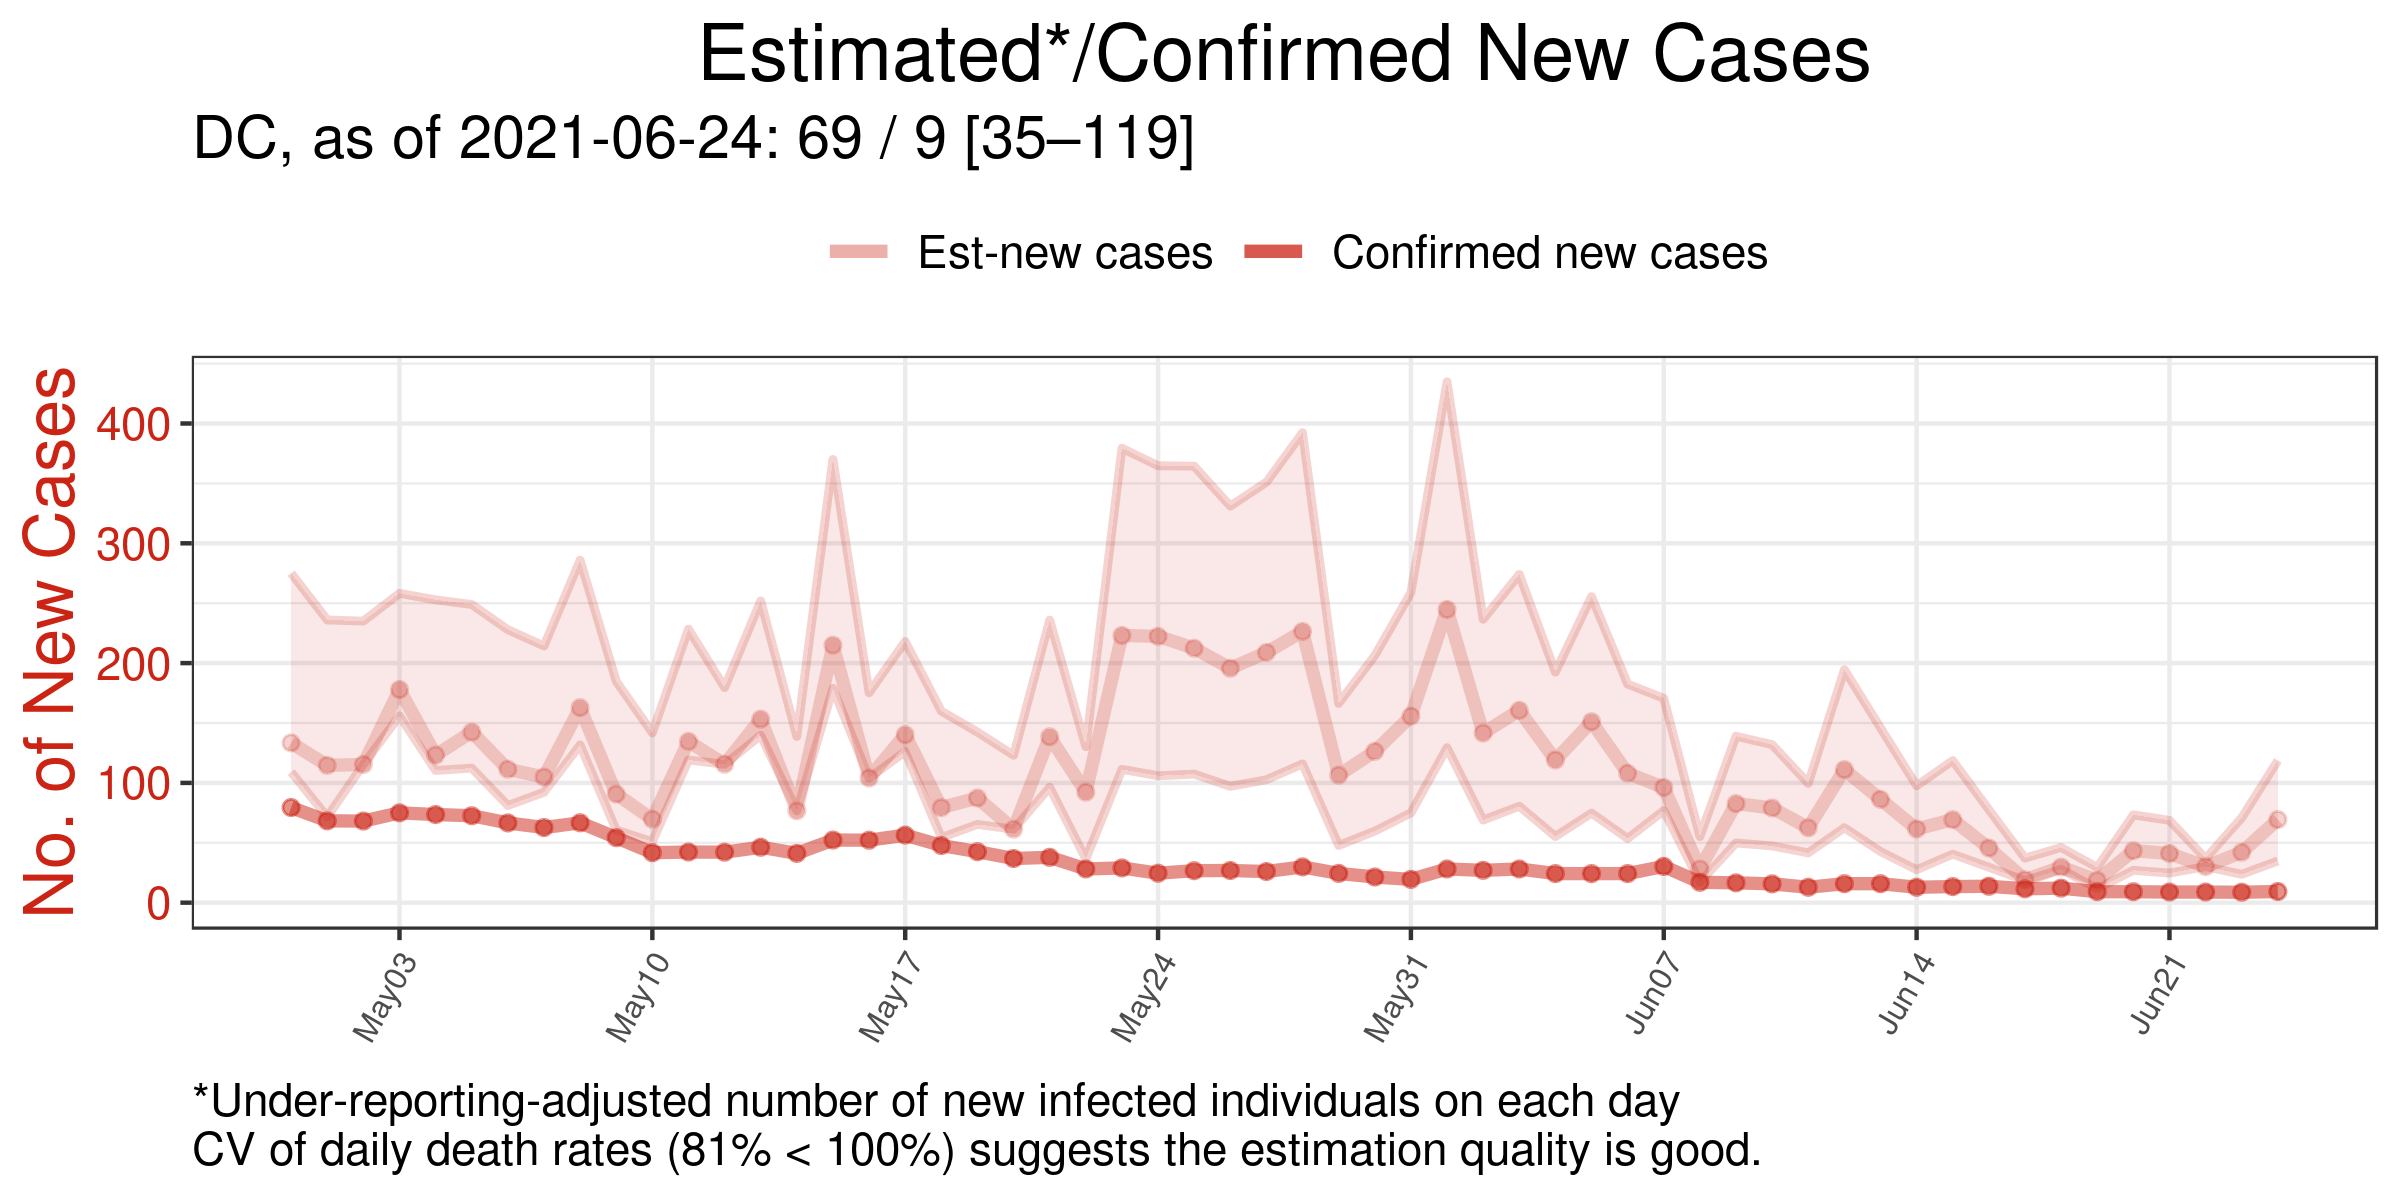 Estimated*/Confirmed New Cases
DC, as of 2021-06-24: 69 / 9 [35–119]
Est-new cases
Confirmed new cases
No. of New Cases
400
300
200
100
0
May03
May10
May17
May24
May31
Jun07
Jun14
Jun21
*Under-reporting-adjusted number of new infected individuals on each day
CV of daily death rates (81% < 100%) suggests the estimation quality is good.